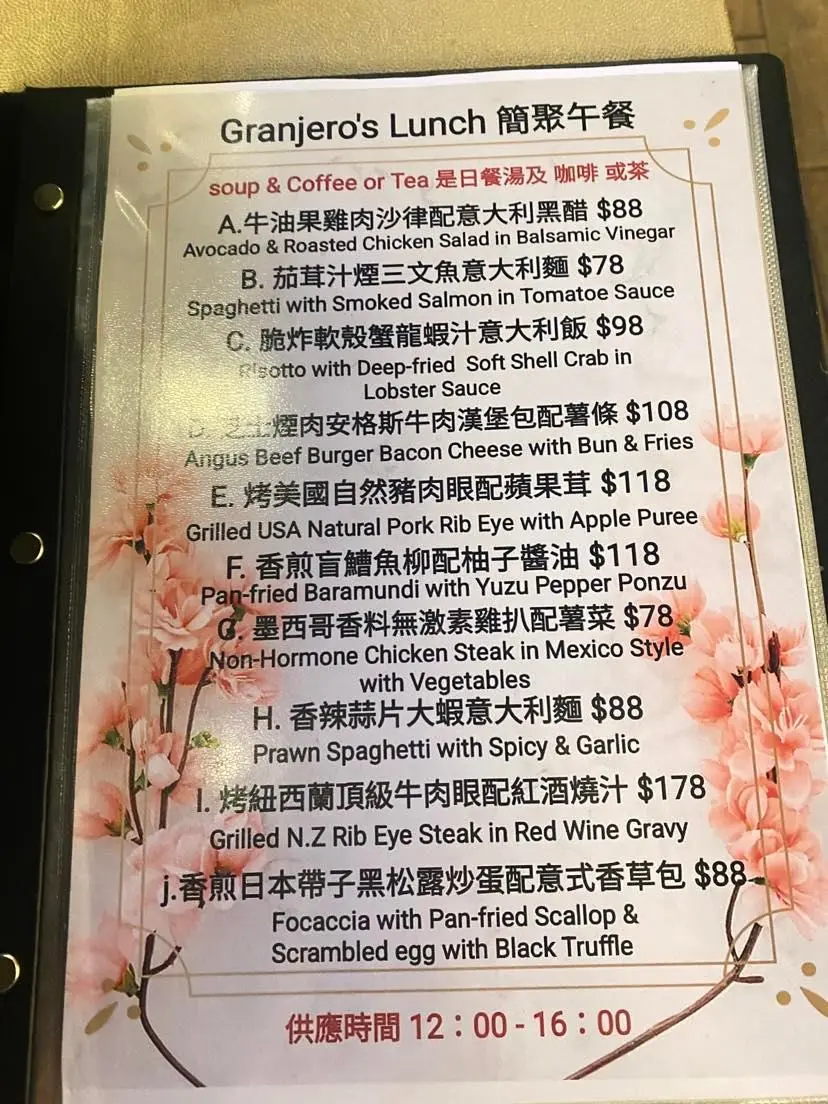 Granjero's Lunch 簡聚午餐
soup & Coffee or Tea 是日餐湯及 咖啡 或茶
A.牛油果雞肉沙律配意大利黑醋 $88
Avocado & Roasted Chicken Salad in Balsamic Vinegar
B. 茄茸汁煙三文魚意大利麵 $78
Spaghetti with Smoked Salmon in Tomatoe Sauce
C. 脆炸軟殼蟹龍蝦汁意大利飯 $98
Risotto with Deep-fried Soft Shell Crab in
Lobster Sauce
D. 芝士煙肉安格斯牛肉漢堡包配薯條 $108
Angus Beef Burger Bacon Cheese with Bun & Fries
E. 烤美國自然豬肉眼配蘋果茸 $118
Grilled USA Natural Pork Rib Eye with Apple Puree
F. 香煎盲鰽魚柳配柚子醬油 $118
Pan-fried Baramundi with Yuzu Pepper Ponzu
G. 墨西哥香料無激素雞扒配薯菜 $78
Non-Hormone Chicken Steak in Mexico Style
with Vegetables
H. 香辣蒜片大蝦意大利麵 $88
Prawn Spaghetti with Spicy & Garlic
I. 烤紐西蘭頂級牛肉眼配紅酒燒汁 $178
Grilled N.Z Rib Eye Steak in Red Wine Gravy
j.香煎日本帶子黑松露炒蛋配意式香草包 $88
Focaccia with Pan-fried Scallop &
Scrambled egg with Black Truffle
供應時間 12：00 - 16：00